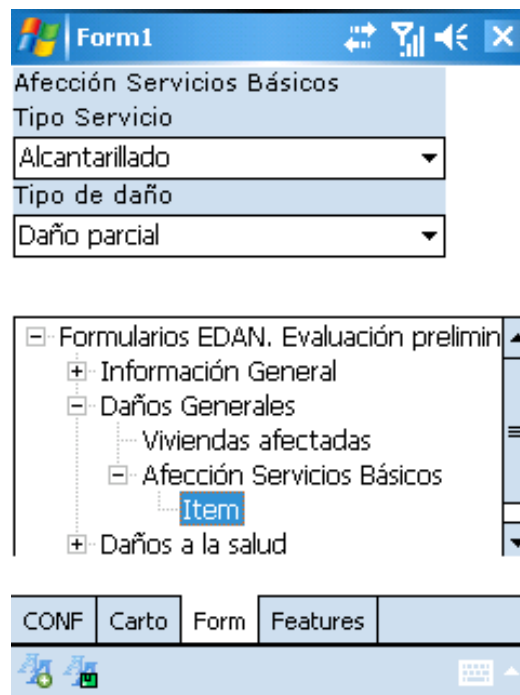 Form1
Afección Servicios Básicos
Tipo Servicio
Alcantarillado
Tipo de daño
Daño parcial
Formularios EDAN. Evaluación prelimin
Información General
Daños Generales
Viviendas afectadas
Afección Servicios Básicos
Item
Daños a la salud
CONF Carto Form Features